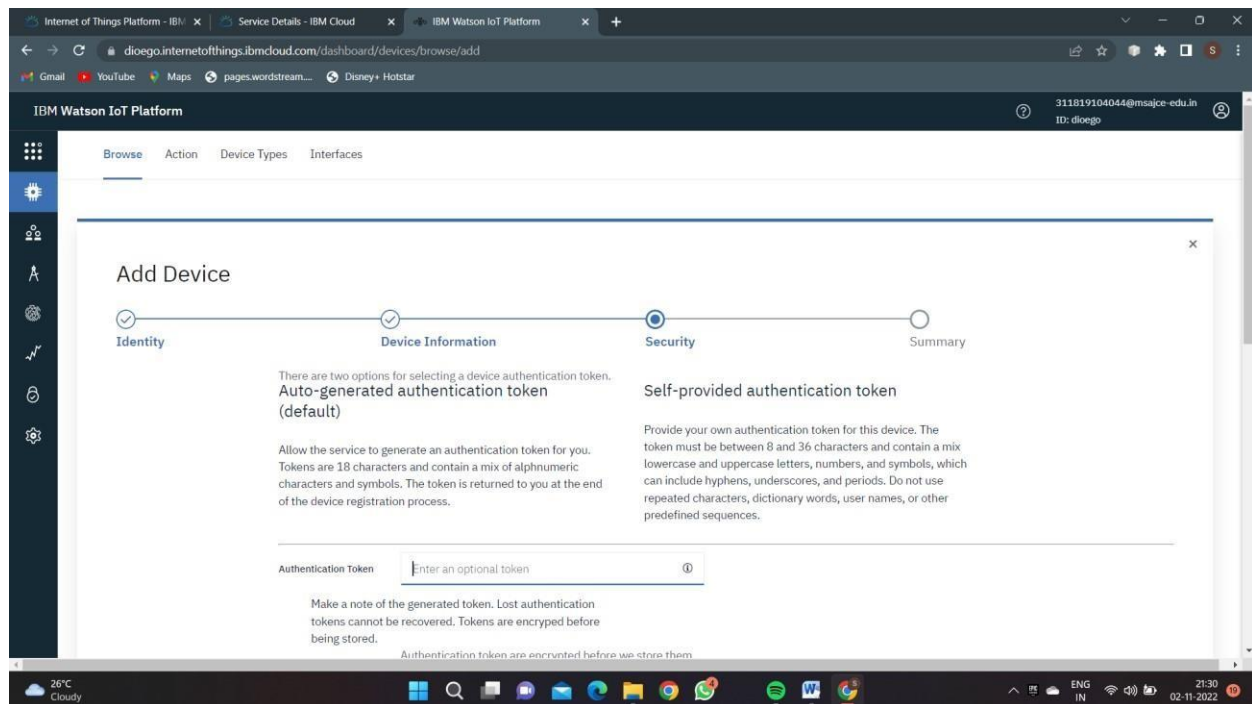 Internet of Things Platform - IBM
Service Details - IBM Cloud
IBM Watson IoT Platform
dioego.internetofthings.ibmcloud.com/dashboard/devices/browse/add
S
Gmail
YouTube
Maps
pages.wordstream....
Disney+ Hotstar
IBM Watson IoT Platform
311819104044@msajce-edu.in
ID: dioego
Browse
Action
Device Types
Interfaces
Add Device
Identity
Device Information
Security
Summary
There are two options for selecting a device authentication token.
Auto-generated authentication token
(default)
Allow the service to generate an authentication token for you.
Tokens are 18 characters and contain a mix of alphnumeric
characters and symbols. The token is returned to you at the end
of the device registration process.
Self-provided authentication token
Provide your own authentication token for this device. The
token must be between 8 and 36 characters and contain a mix
lowercase and uppercase letters, numbers, and symbols, which
can include hyphens, underscores, and periods. Do not use
repeated characters, dictionary words, user names, or other
predefined sequences.
Authentication Token
Enter an optional token
Make a note of the generated token. Lost authentication
tokens cannot be recovered. Tokens are encryped before
being stored.
Authentication token are encrypted before we store them
26°C
Cloudy
ENG
IN
21:30
02-11-2022
19